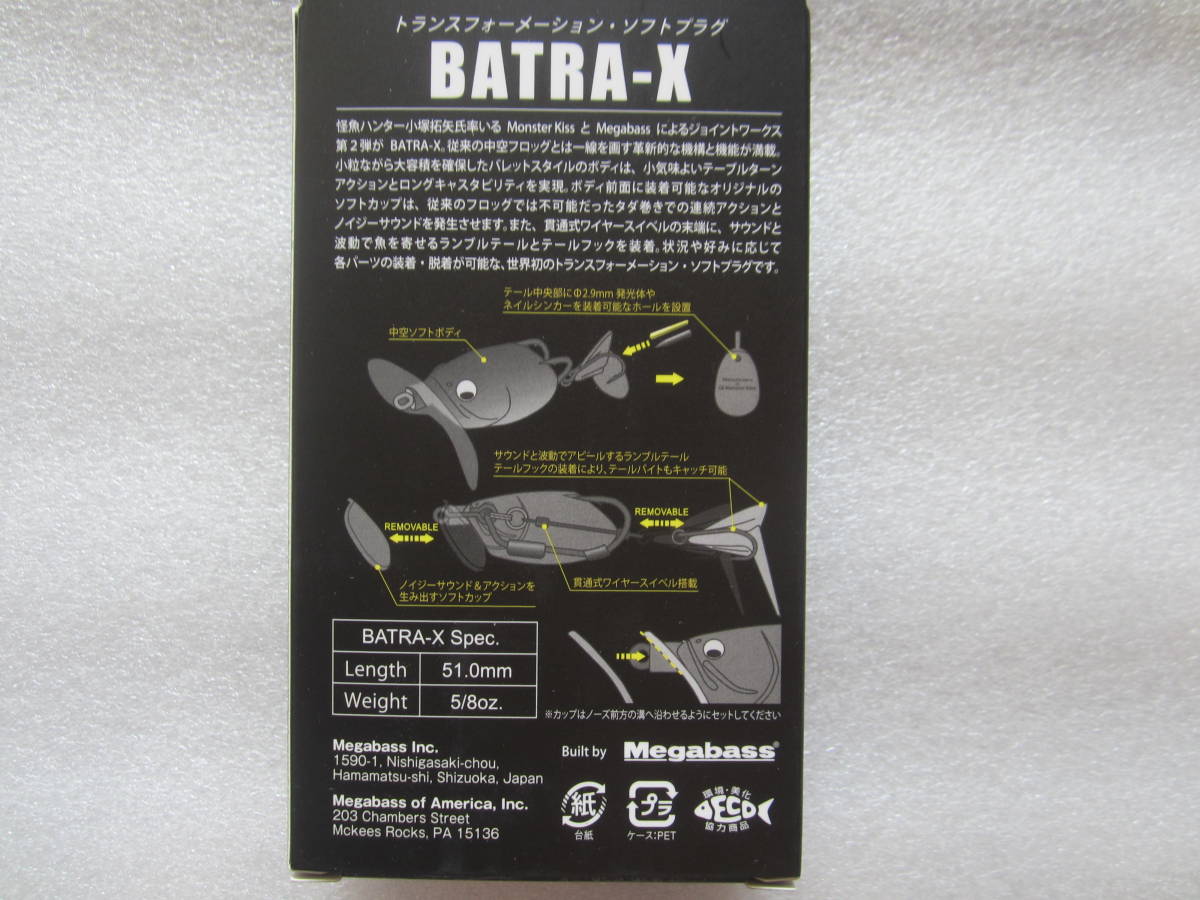 トランスフォーメーション・ソフトプラグ
BATRA-X
怪魚ハンター小塚拓矢氏率いる Monster Kiss と Megabass によるジョイントワークス
第2弾が BATRA-X。従来の中空フロッグとは一線を画す革新的な機構と機能が満載。
小粒ながら大容積を確保したバレットスタイルのボディは、小気味よいテーブルターン
アクションとロングキャスタビリティを実現。ボディ前面に装着可能なオリジナルの
ソフトカップは、従来のフロッグでは不可能だったタダ巻きでの連続アクションと
ノイジーサウンドを発生させます。また、貫通式ワイヤースイベルの末端に、サウンドと
波動で魚を寄せるランブルテールとテールフックを装着。状況や好みに応じて
各パーツの装着・脱着が可能な、世界初のトランスフォーメーション・ソフトプラグです。
テール中央部にΦ2.9mm 発光体や
ネイルシンカーを装着可能なホールを設置
中空ソフトボディ
サウンドと波動でアピールするランブルテール
テールフックの装着により、テールバイトもキャッチ可能
REMOVABLE
REMOVABLE
ノイジーサウンド&アクションを
生み出すソフトカップ
貫通式ワイヤースイベル搭載
BATRA-X Spec.
Length 51.0mm
Weight 5/8oz.
※カップはノーズ前方の溝へ沿わせるようにセットしてください
Megabass Inc.
1590-1, Nishigasaki-chou,
Hamamatsu-shi, Shizuoka, Japan
Megabass of America, Inc.
203 Chambers Street
Mckees Rocks, PA 15136
Built by Megabass®
紙
台紙
プラ
ケース:PET
環境・美化
ECO
協力商品